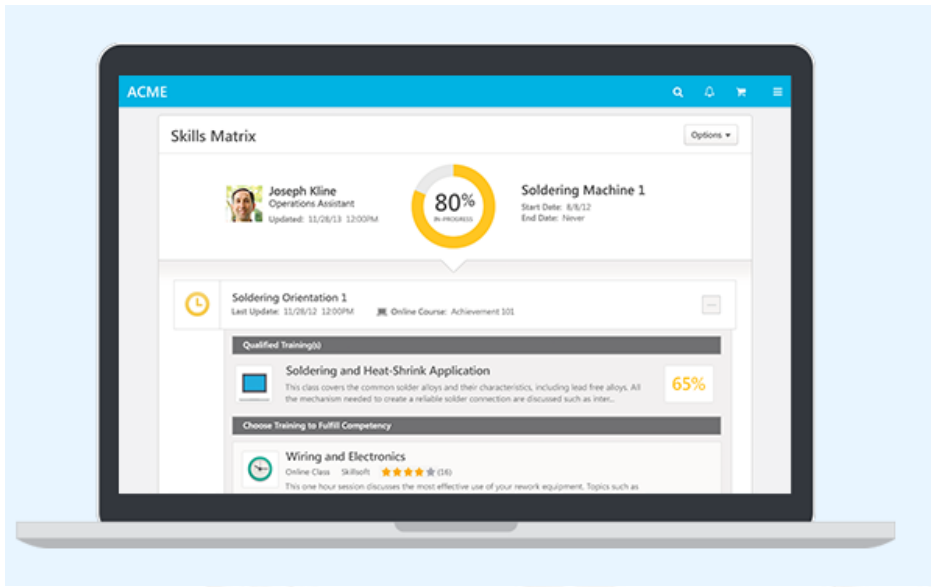 ACME
Skills Matrix
Options
Joseph Kline
Operations Assistant
Updated: 11/28/13 12:00PM
80%
IN-PROGRESS
Soldering Machine 1
Start Date: 8/8/12
End Date: Never
Soldering Orientation 1
Last Update: 11/28/12 12:00PM Online Course: Achievement 101
Qualified Training(s)
Soldering and Heat-Shrink Application
This class covers the common solder alloys and their characteristics, including lead free alloys. All
the mechanism needed to create a reliable solder connection are discussed such as inter...
65%
Choose Training to Fulfill Competency
Wiring and Electronics
Online Class Skillsoft (16)
This one hour session discusses the most effective use of your rework equipment. Topics such as